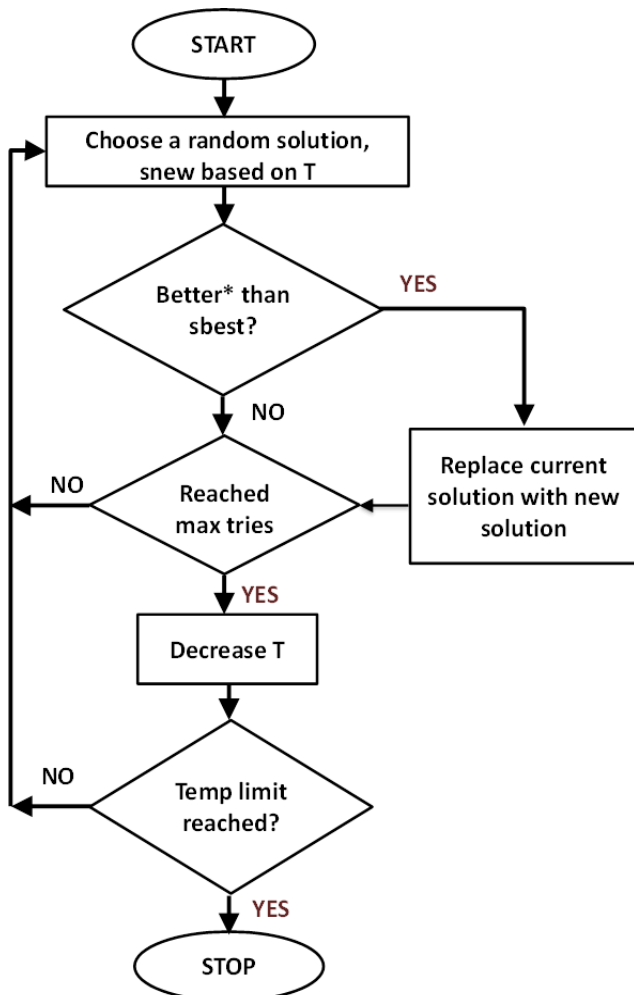 START
Choose a random solution,
snew based on T
Better* than
sbest?
YES
NO
Replace current
solution with new
solution
Reached
max tries
NO
YES
Decrease T
Temp limit
reached?
NO
YES
STOP